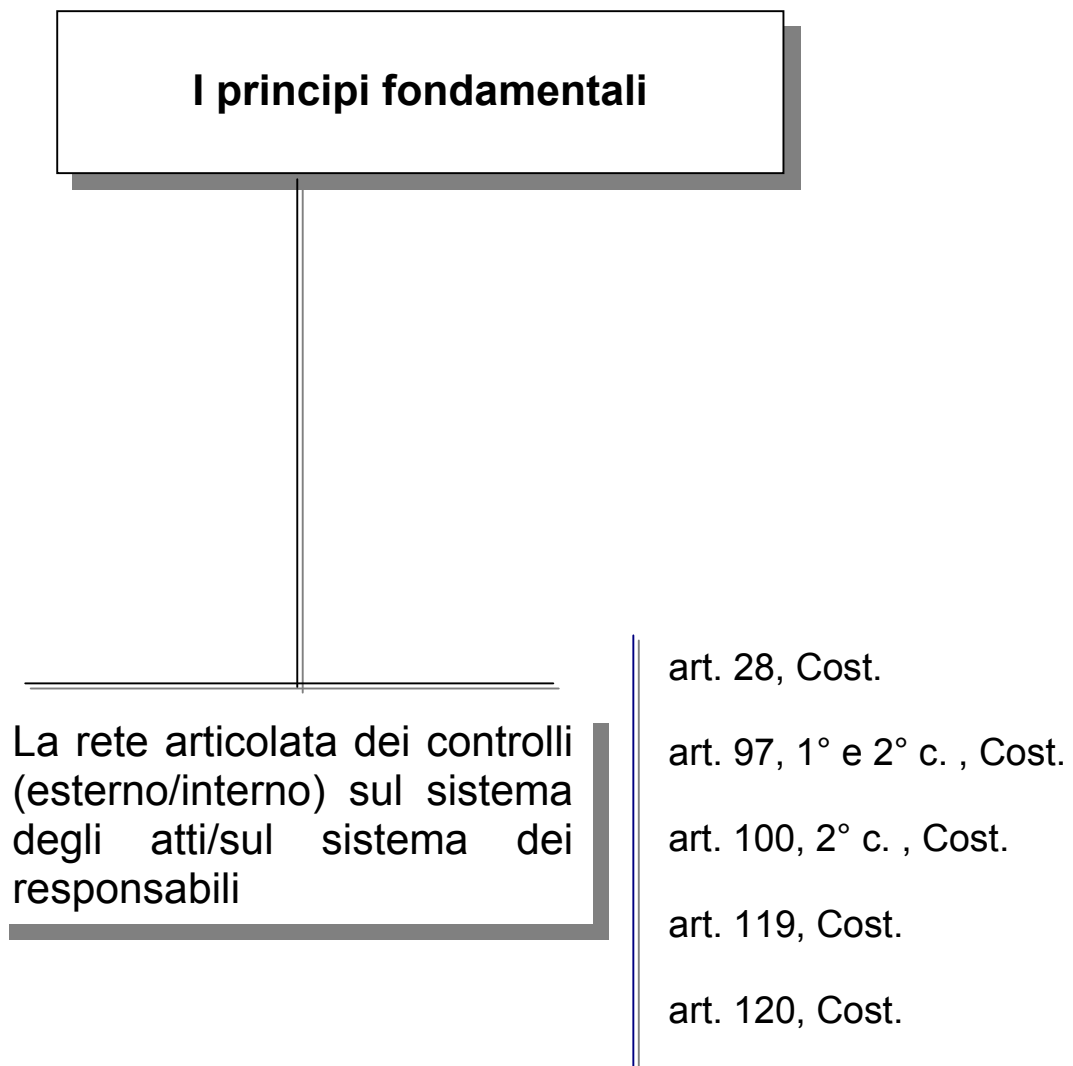 I principi fondamentali
La rete articolata dei controlli
(esterno/interno) sul sistema
degli atti/sul sistema dei
responsabili
art. 28, Cost.
art. 97, 1° e 2° c. , Cost.
art. 100, 2° c. , Cost.
art. 119, Cost.
art. 120, Cost.